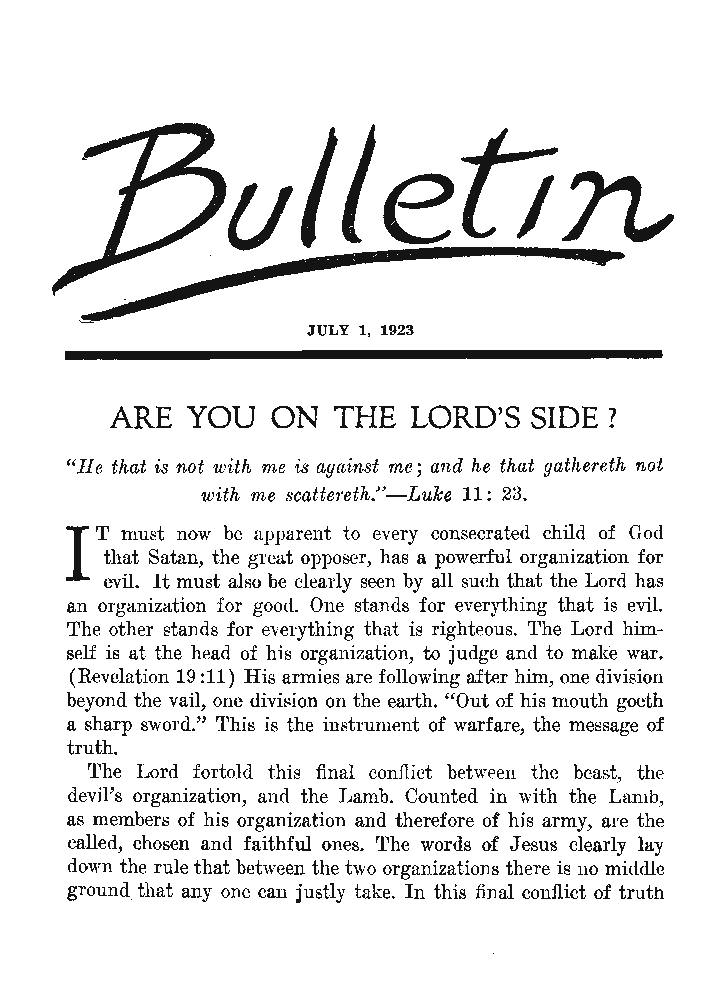 Bulletin
JULY 1, 1923
ARE YOU ON THE LORD'S SIDE?
"He that is not with me is against me; and he that gathereth not
with me scattereth."—Luke 11: 23.
IT must now be apparent to every consecrated child of God
that Satan, the great opposer, has a powerful organization for
evil. It must also be clearly seen by all such that the Lord has
an organization for good. One stands for everything that is evil.
The other stands for everything that is righteous. The Lord him-
self is at the head of his organization, to judge and to make war.
(Revelation 19:11) His armies are following after him, one division
beyond the vail, one division on the earth. "Out of his mouth goeth
a sharp sword." This is the instrument of warfare, the message of
truth.
The Lord fortold this final conflict between the beast, the
devil's organization, and the Lamb. Counted in with the Lamb,
as members of his organization and therefore of his army, are the
called, chosen and faithful ones. The words of Jesus clearly lay
down the rule that between the two organizations there is no middle
ground that any one can justly take. In this final conflict of truth